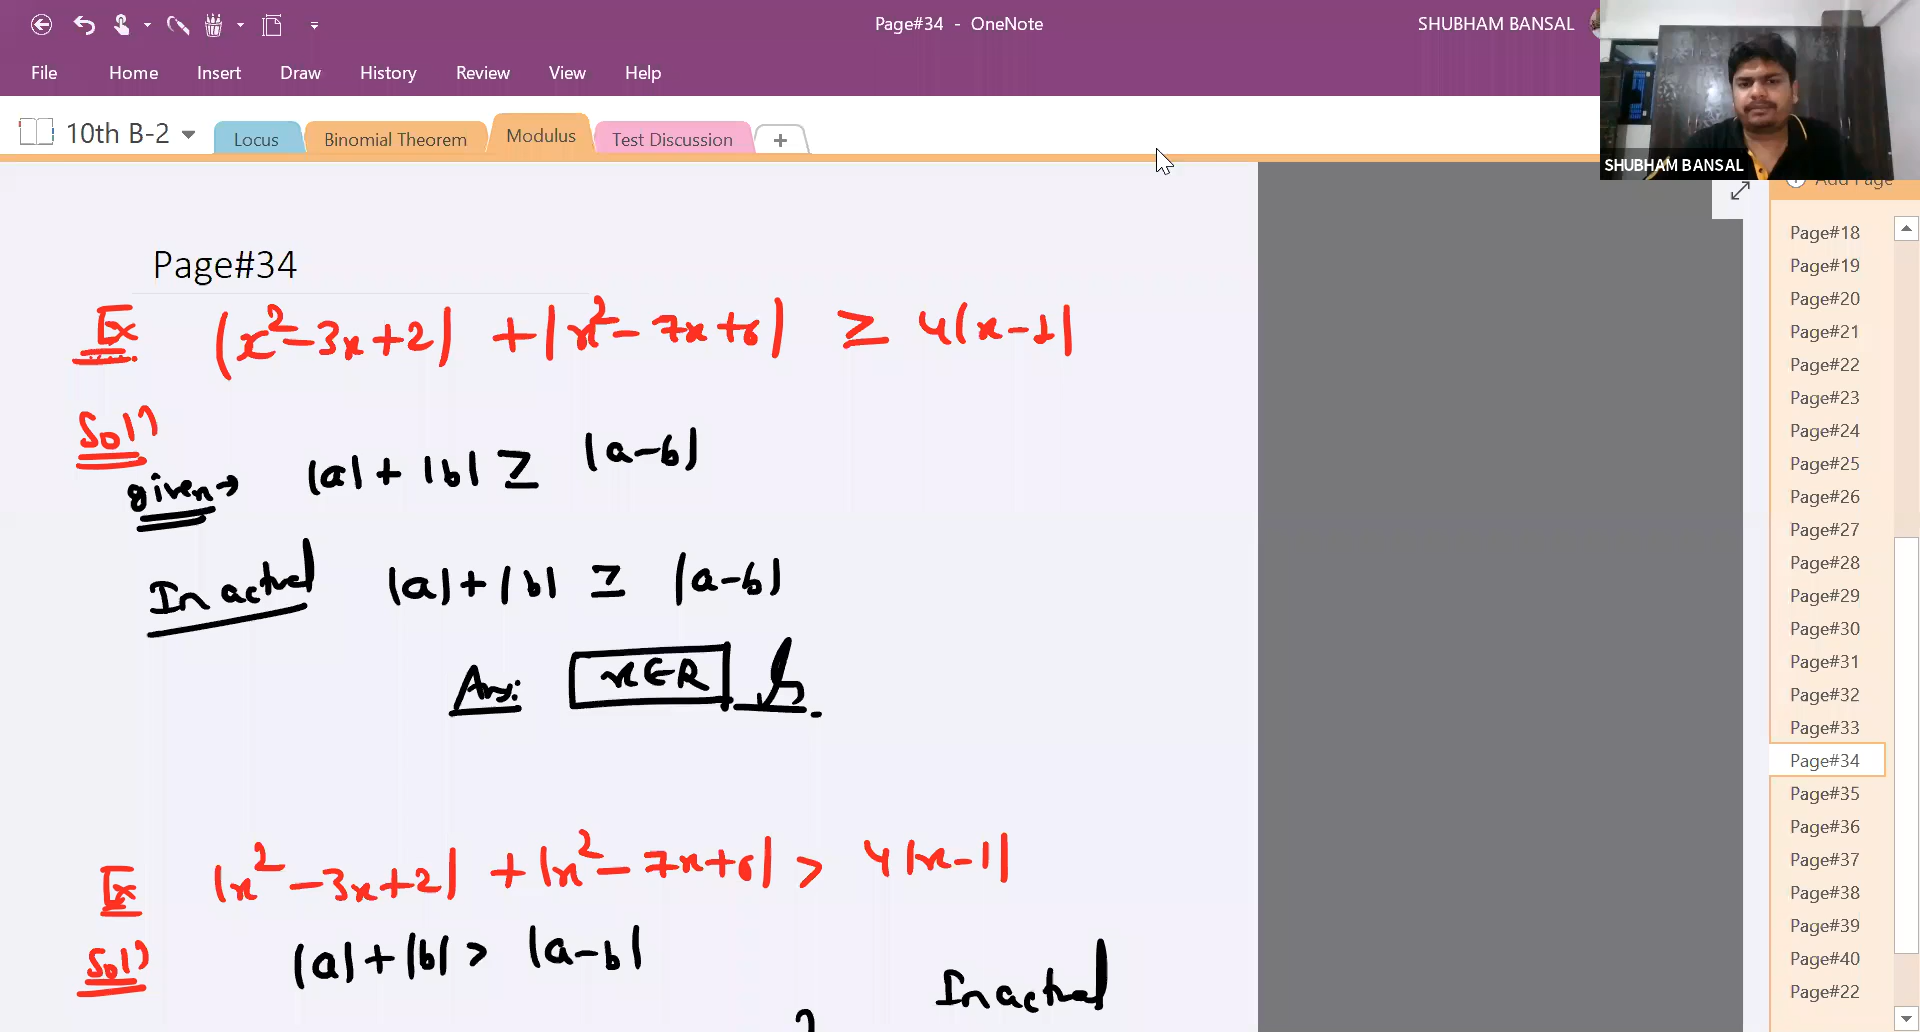 Page#34 - OneNote
SHUBHAM BANSAL
File Home Insert Draw History Review View Help
SHUBHAM BANSAL
10th B-2 Locus Binomial Theorem Modulus Test Discussion +
Add Page
Page#18
Page#19
Page#20
Page#21
Page#22
Page#23
Page#24
Page#25
Page#26
Page#27
Page#28
Page#29
Page#30
Page#31
Page#32
Page#33
Page#34
Page#35
Page#36
Page#37
Page#38
Page#39
Page#40
Page#22
Page#34
Ex |x²-3x+2| + |x²-7x+6| ≥ 4|x-1|
Sol)
given→ |a| + |b| ≥ |a-b|
In actual |a| + |b| ≥ |a-b|
Ans: x∈R
Ex |x²-3x+2| + |x²-7x+6| > 4|x-1|
Sol) |a|+|b| > |a-b|
In actual